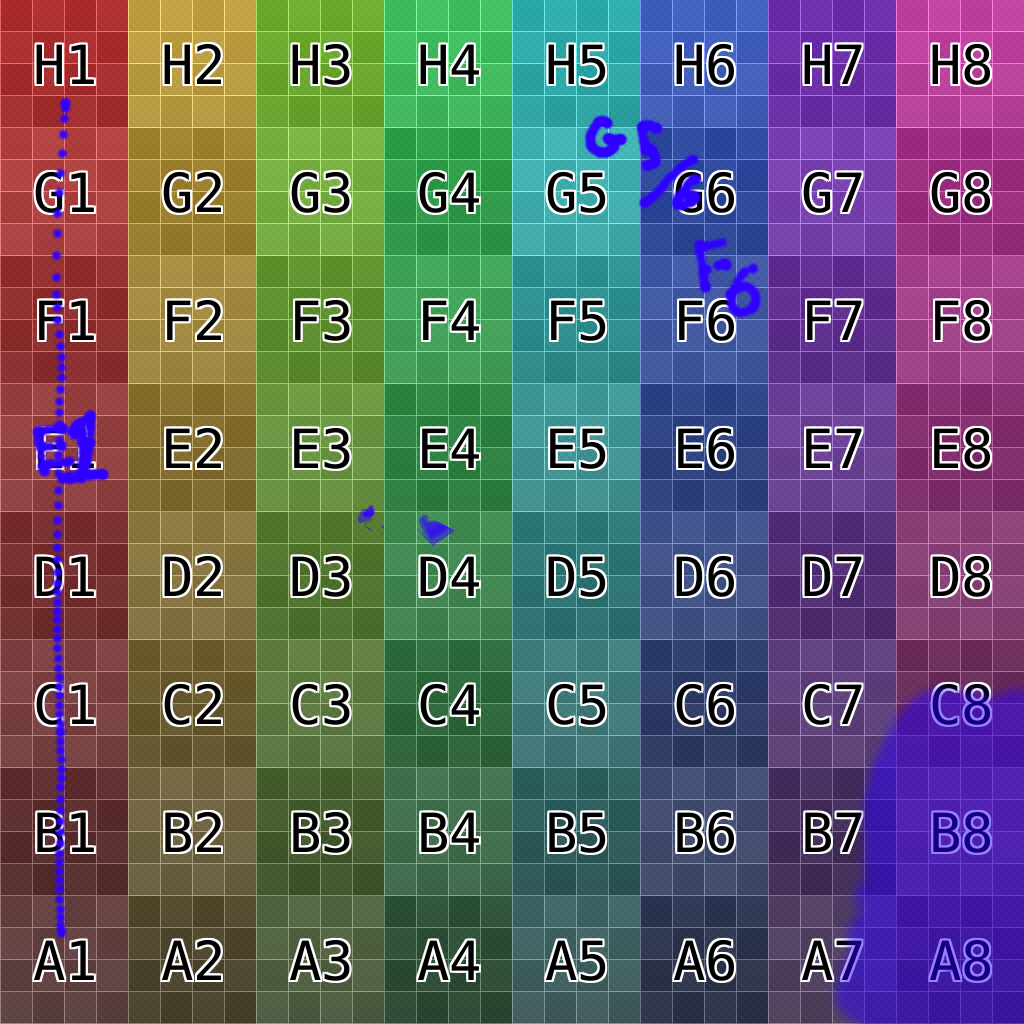 H1 H2 H3 H4 H5 H6 H7 H8
G5/6
G1 G2 G3 G4 G5 G6 G7 G8
F6
F1 F2 F3 F4 F5 F6 F7 F8
E1
E1 E2 E3 E4 E5 E6 E7 E8
D1 D2 D3 D4 D5 D6 D7 D8
C1 C2 C3 C4 C5 C6 C7 C8
B1 B2 B3 B4 B5 B6 B7 B8
A1 A2 A3 A4 A5 A6 A7 A8